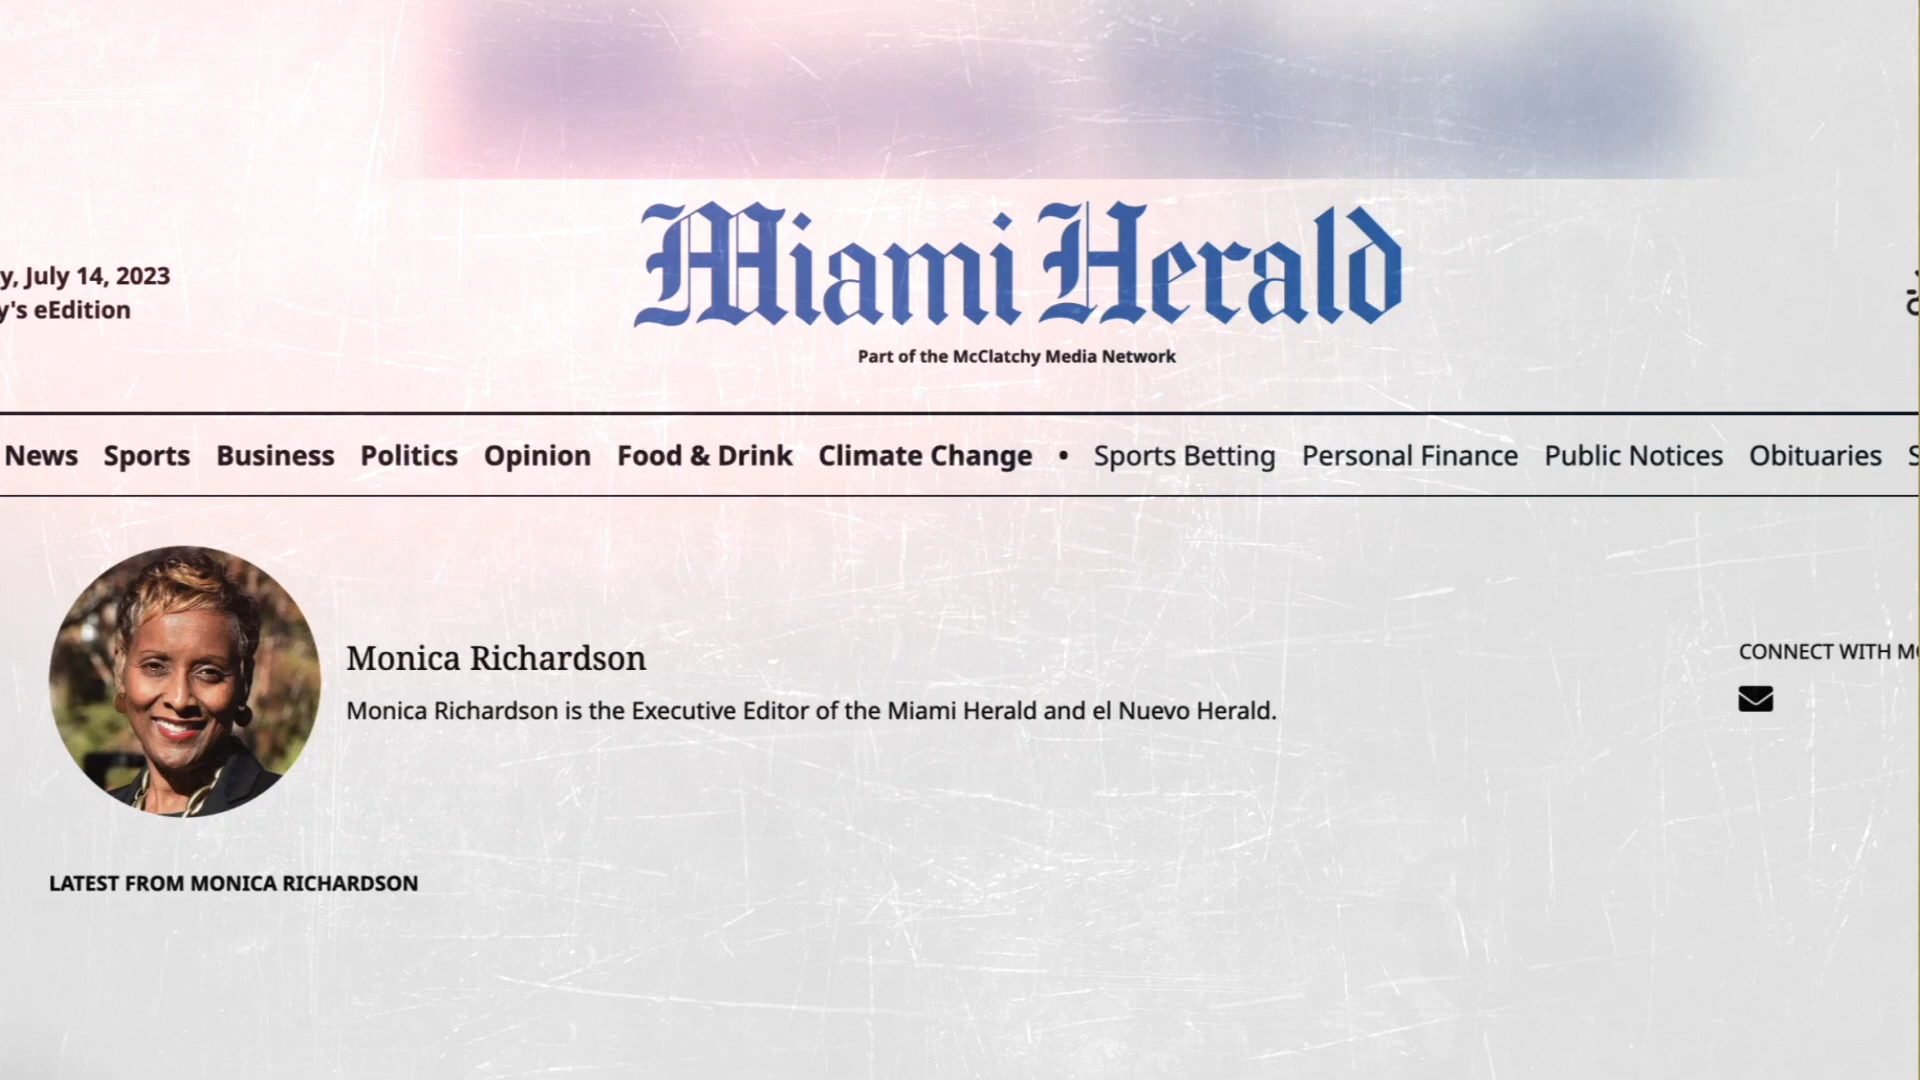 Miami Herald
y, July 14, 2023
y's eEdition
Part of the McClatchy Media Network
News Sports Business Politics Opinion Food & Drink Climate Change • Sports Betting Personal Finance Public Notices Obituaries S
Monica Richardson
Monica Richardson is the Executive Editor of the Miami Herald and el Nuevo Herald.
CONNECT WITH MO
LATEST FROM MONICA RICHARDSON